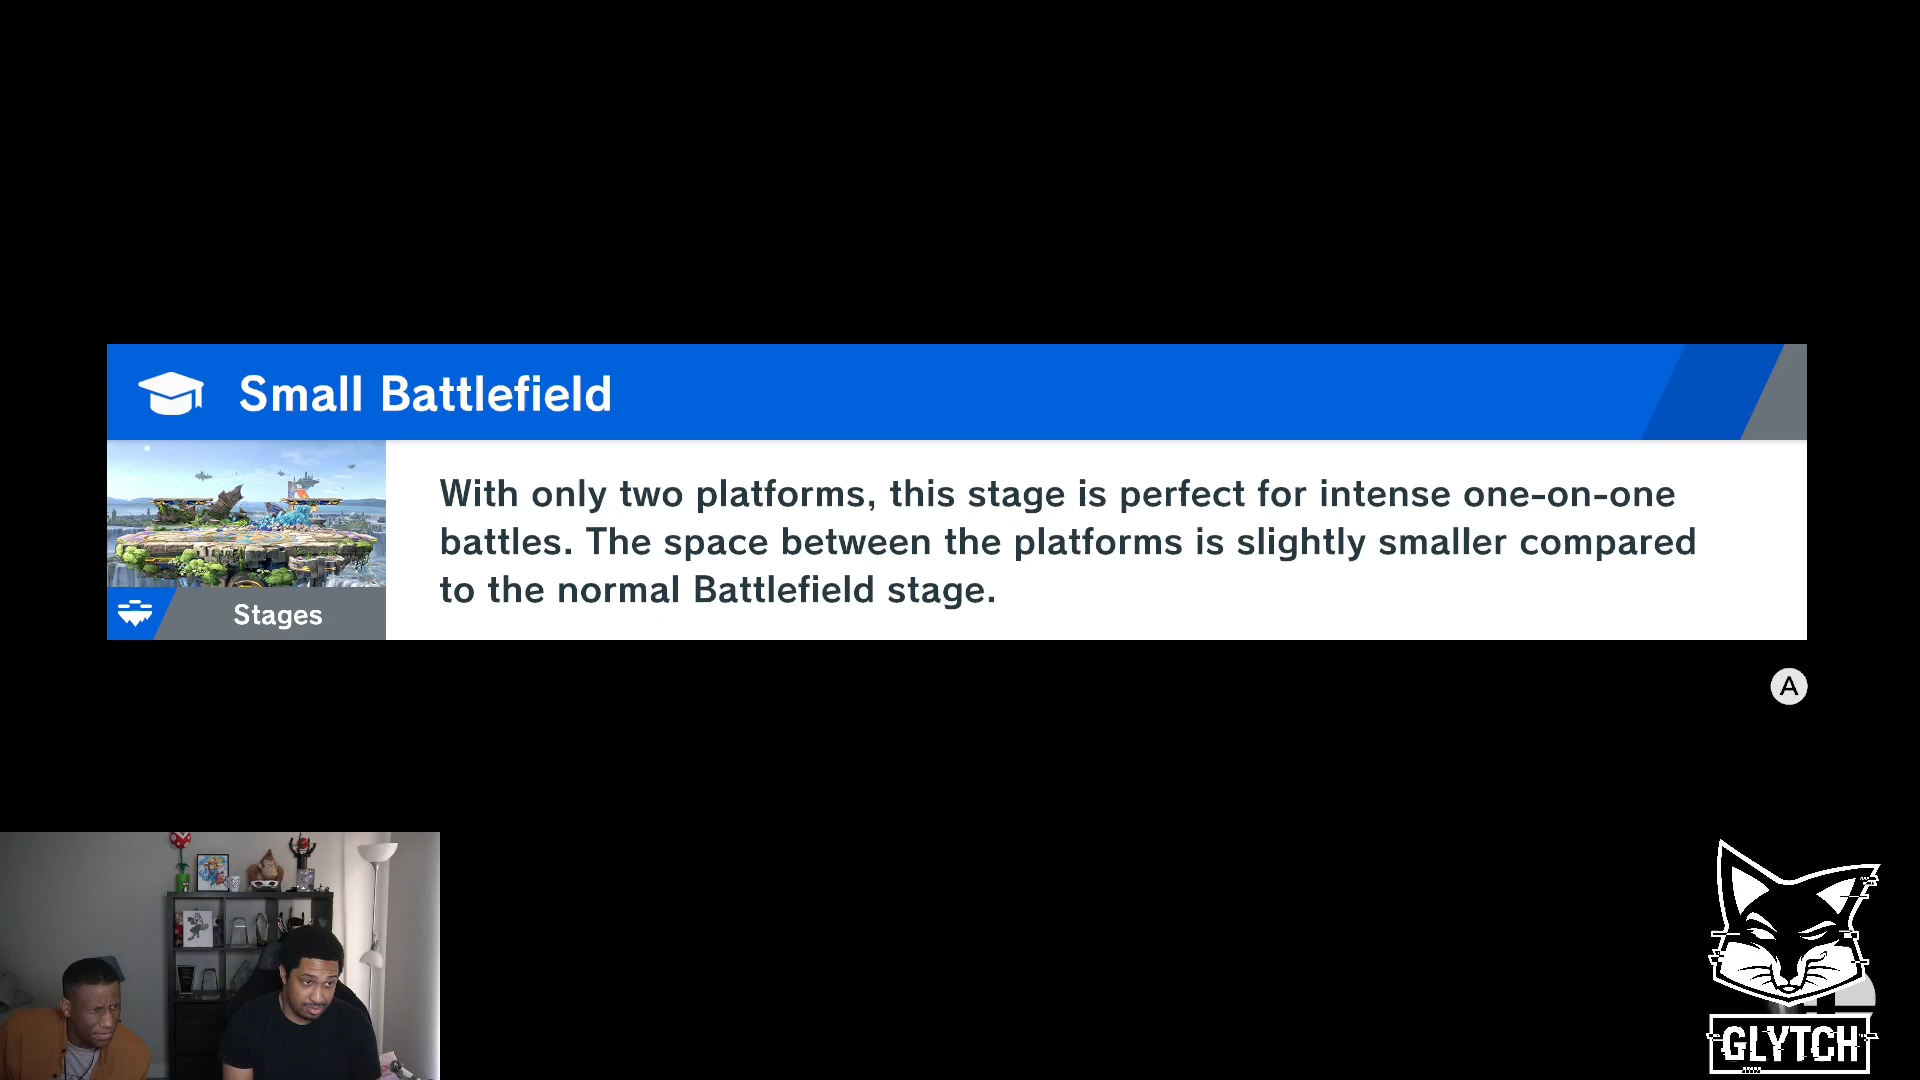 Small Battlefield
With only two platforms, this stage is perfect for intense one-on-one
battles. The space between the platforms is slightly smaller compared
to the normal Battlefield stage.
Stages
A
GLYTCH